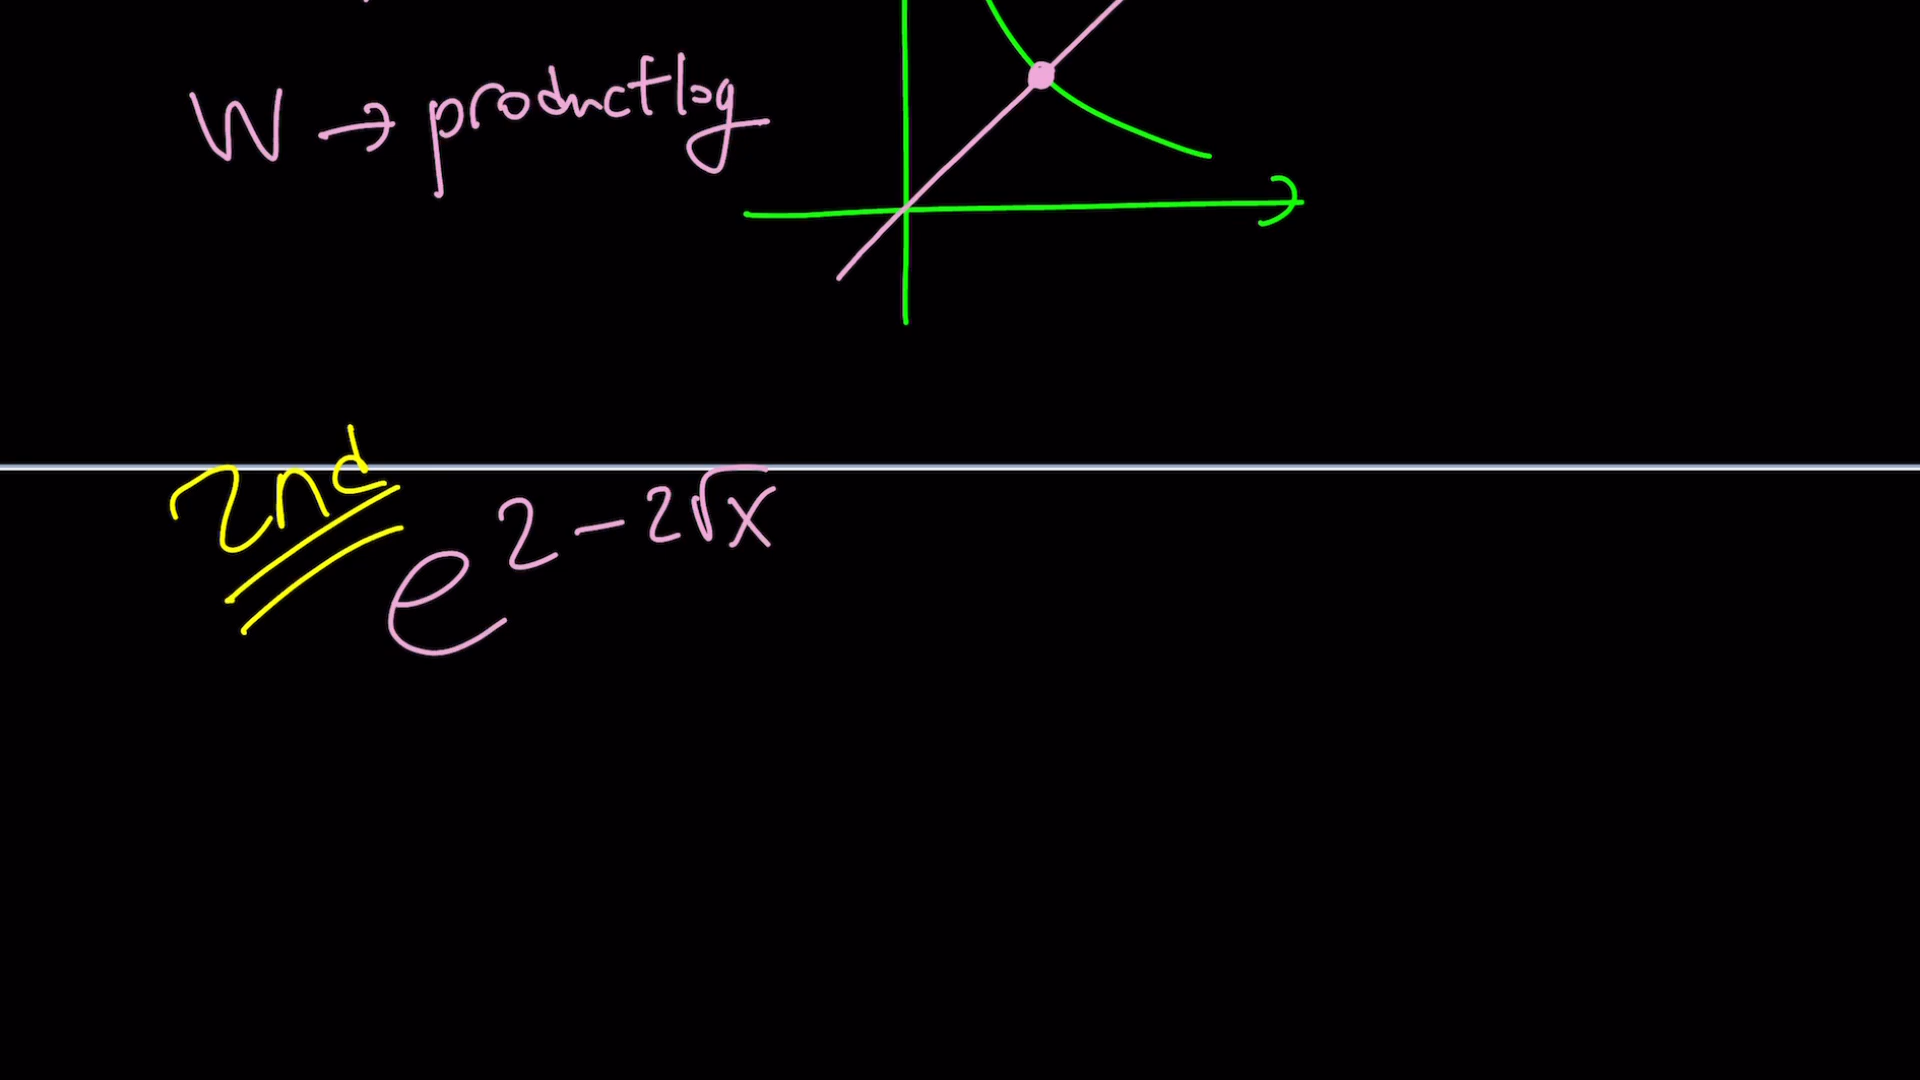 W → productlog
2nd
e^{2-2√x}